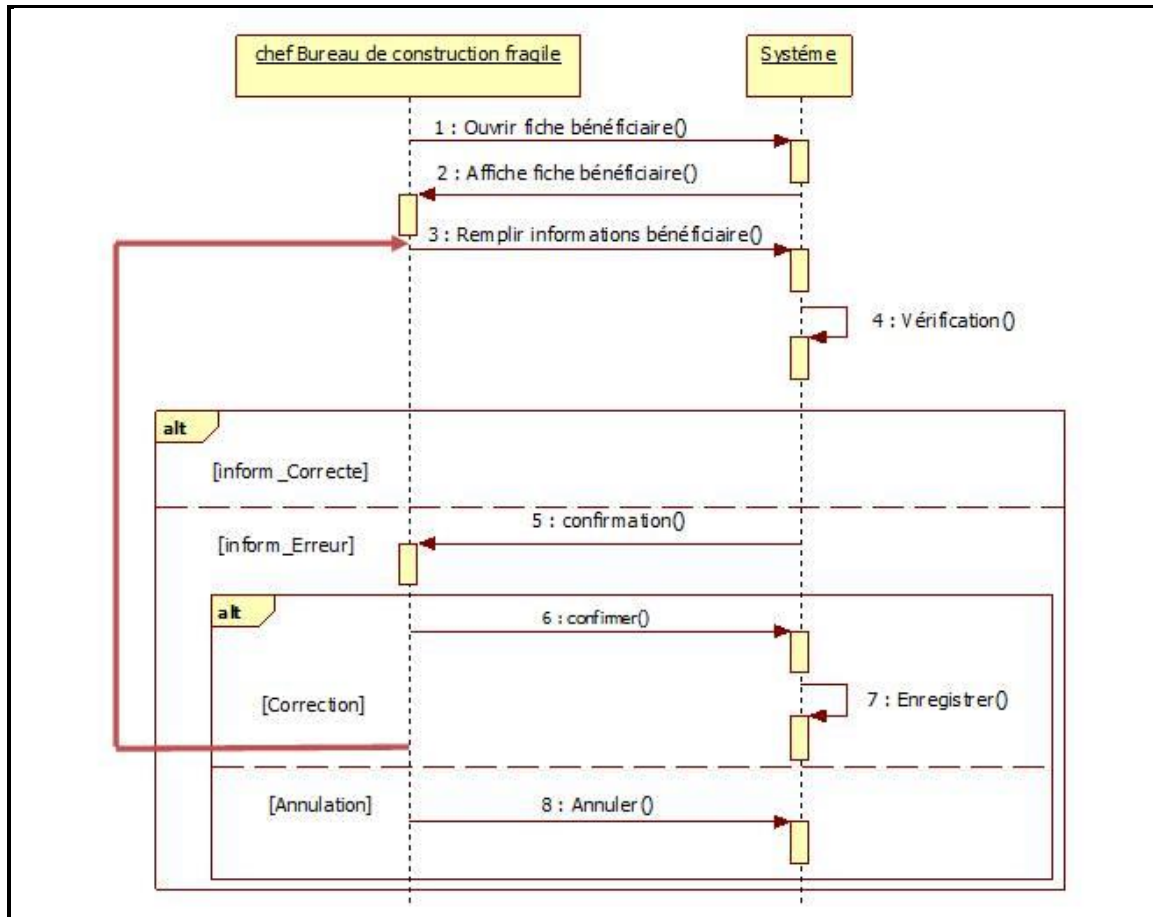 chef Bureau de construction fragile
Systéme
1 : Ouvrir fiche bénéficiaire()
2 : Affiche fiche bénéficiaire()
3 : Remplir informations bénéficiaire()
4 : Vérification()
alt
[inform_Correcte]
5 : confirmation()
[inform_Erreur]
alt
6 : confirmer()
[Correction]
7 : Enregistrer()
[Annulation]
8 : Annuler()